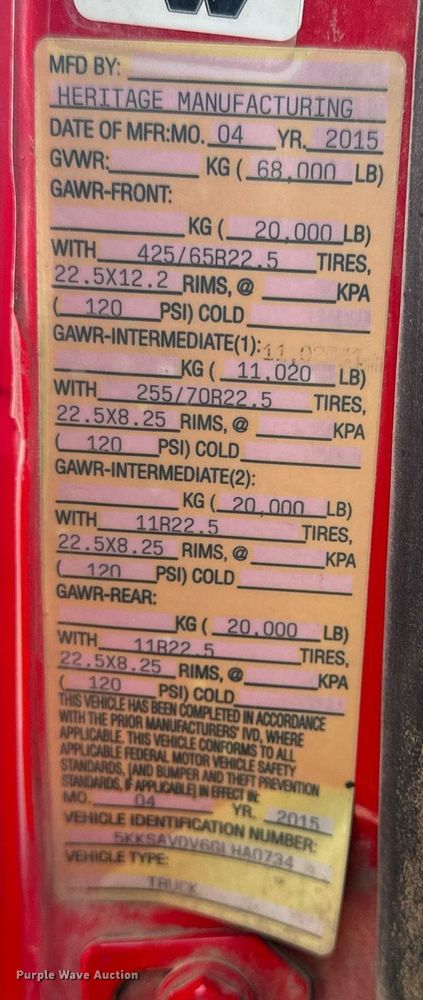 W
MFD BY:
HERITAGE MANUFACTURING
DATE OF MFR:MO. 04 YR. 2015
GVWR: KG ( 68,000 LB)
GAWR-FRONT:
KG ( 20,000 LB)
WITH 425/65R22.5 TIRES,
22.5X12.2 RIMS, @ KPA
( 120 PSI) COLD
GAWR-INTERMEDIATE(1):
KG ( 11,020 LB)
WITH 255/70R22.5 TIRES,
22.5X8.25 RIMS, @ KPA
( 120 PSI) COLD
GAWR-INTERMEDIATE(2):
KG ( 20,000 LB)
WITH 11R22.5 TIRES,
22.5X8.25 RIMS, @ KPA
( 120 PSI) COLD
GAWR-REAR:
KG ( 20,000 LB)
WITH 11R22.5 TIRES,
22.5X8.25 RIMS, @ KPA
( 120 PSI) COLD
THIS VEHICLE HAS BEEN COMPLETED IN ACCORDANCE
WITH THE PRIOR MANUFACTURERS' IVD, WHERE
APPLICABLE. THIS VEHICLE CONFORMS TO ALL
APPLICABLE FEDERAL MOTOR VEHICLE SAFETY
STANDARDS, [AND BUMPER AND THEFT PREVENTION
STANDARDS, IF APPLICABLE] IN EFFECT IN:
MO. 04 YR. 2015
VEHICLE IDENTIFICATION NUMBER:
5KKSAVDV6GLHA0734
VEHICLE TYPE:
TRUCK
Purple Wave Auction